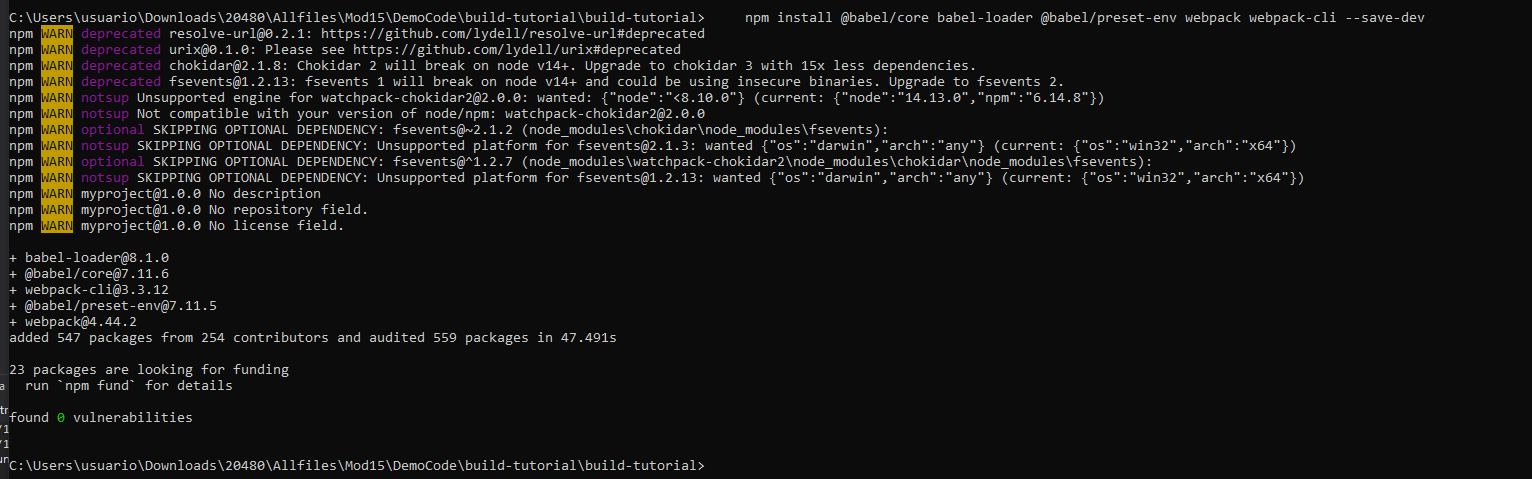 C:\Users\usuario\Downloads\20480\Allfiles\Mod15\DemoCode\build-tutorial\build-tutorial>     npm install @babel/core babel-loader @babel/preset-env webpack webpack-cli --save-dev
npm WARN deprecated resolve-url@0.2.1: https://github.com/lydell/resolve-url#deprecated
npm WARN deprecated urix@0.1.0: Please see https://github.com/lydell/urix#deprecated
npm WARN deprecated chokidar@2.1.8: Chokidar 2 will break on node v14+. Upgrade to chokidar 3 with 15x less dependencies.
npm WARN deprecated fsevents@1.2.13: fsevents 1 will break on node v14+ and could be using insecure binaries. Upgrade to fsevents 2.
npm WARN notsup Unsupported engine for watchpack-chokidar2@2.0.0: wanted: {"node":"<8.10.0"} (current: {"node":"14.13.0","npm":"6.14.8"})
npm WARN notsup Not compatible with your version of node/npm: watchpack-chokidar2@2.0.0
npm WARN optional SKIPPING OPTIONAL DEPENDENCY: fsevents@~2.1.2 (node_modules\chokidar\node_modules\fsevents):
npm WARN notsup SKIPPING OPTIONAL DEPENDENCY: Unsupported platform for fsevents@2.1.3: wanted {"os":"darwin","arch":"any"} (current: {"os":"win32","arch":"x64"})
npm WARN optional SKIPPING OPTIONAL DEPENDENCY: fsevents@^1.2.7 (node_modules\watchpack-chokidar2\node_modules\chokidar\node_modules\fsevents):
npm WARN notsup SKIPPING OPTIONAL DEPENDENCY: Unsupported platform for fsevents@1.2.13: wanted {"os":"darwin","arch":"any"} (current: {"os":"win32","arch":"x64"})
npm WARN myproject@1.0.0 No description
npm WARN myproject@1.0.0 No repository field.
npm WARN myproject@1.0.0 No license field.
+ babel-loader@8.1.0
+ @babel/core@7.11.6
+ webpack-cli@3.3.12
+ @babel/preset-env@7.11.5
+ webpack@4.44.2
added 547 packages from 254 contributors and audited 559 packages in 47.491s
23 packages are looking for funding
  run `npm fund` for details
found 0 vulnerabilities
C:\Users\usuario\Downloads\20480\Allfiles\Mod15\DemoCode\build-tutorial\build-tutorial>